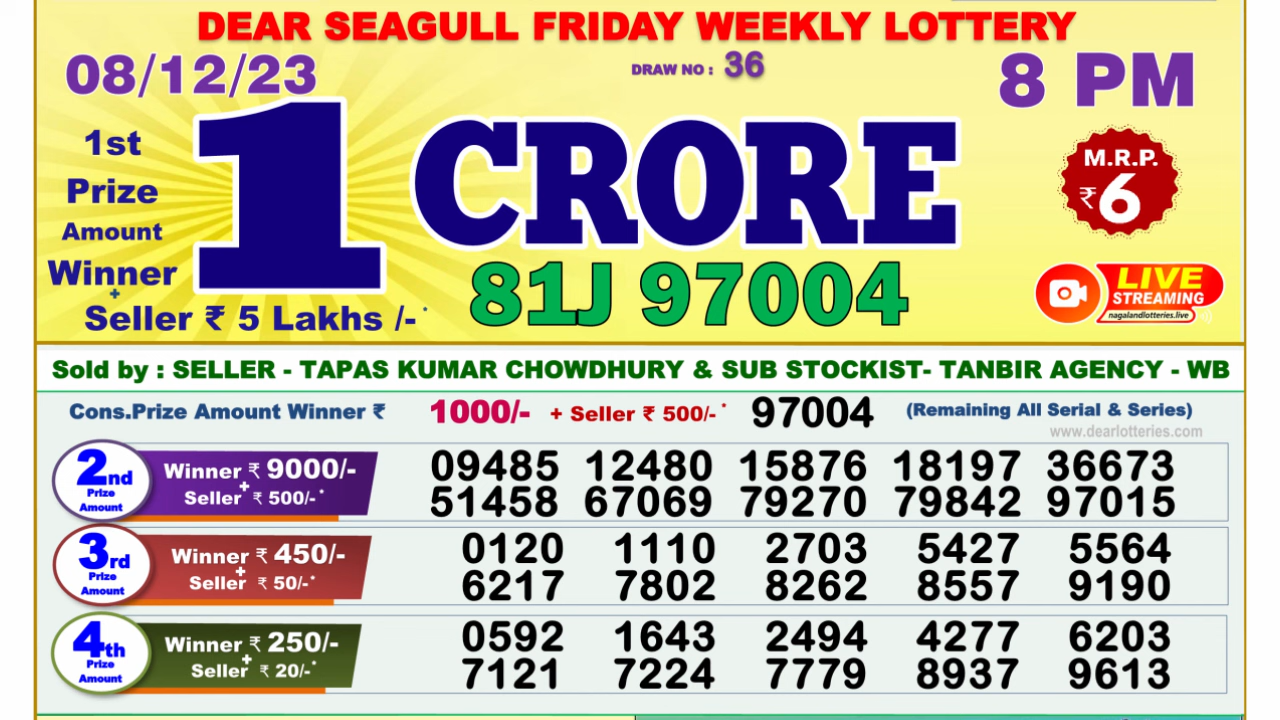 DEAR SEAGULL FRIDAY WEEKLY LOTTERY
08/12/23
DRAW NO : 36
8 PM
1st
Prize
Amount
Winner
+
Seller ₹ 5 Lakhs /-*
1 CRORE
81J 97004
M.R.P.
₹6
LIVE
STREAMING
nagalandlotteries.live
Sold by : SELLER - TAPAS KUMAR CHOWDHURY & SUB STOCKIST- TANBIR AGENCY - WB
Cons.Prize Amount Winner ₹ 1000/- + Seller ₹ 500/-* 97004 (Remaining All Serial & Series)
www.dearlotteries.com
2nd
Prize
Amount
Winner ₹ 9000/-
+
Seller ₹ 500/-*
09485 12480 15876 18197 36673
51458 67069 79270 79842 97015
3rd
Prize
Amount
Winner ₹ 450/-
+
Seller ₹ 50/-*
0120 1110 2703 5427 5564
6217 7802 8262 8557 9190
4th
Prize
Amount
Winner ₹ 250/-
+
Seller ₹ 20/-*
0592 1643 2494 4277 6203
7121 7224 7779 8937 9613